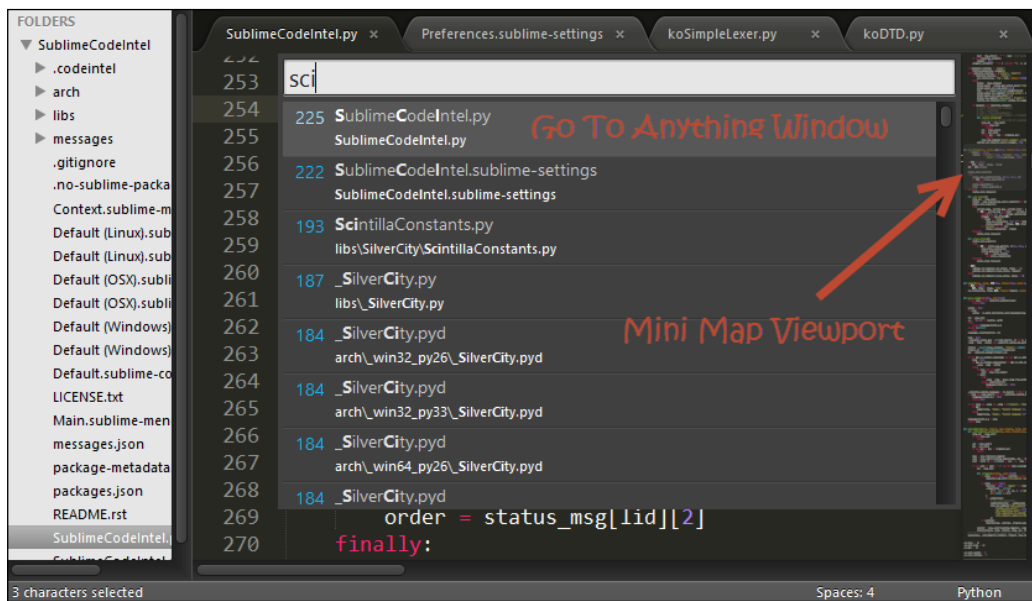 FOLDERS
SublimeCodeIntel
.codeintel
arch
libs
messages
.gitignore
.no-sublime-packa
Context.sublime-m
Default (Linux).sub
Default (Linux).sub
Default (OSX).subli
Default (OSX).subli
Default (Windows)
Default (Windows)
Default.sublime-co
LICENSE.txt
Main.sublime-men
messages.json
package-metadata
packages.json
README.rst
SublimeCodeIntel.
SublimeCodeIntel
SublimeCodeIntel.py × Preferences.sublime-settings × koSimpleLexer.py × koDTD.py ×
252
253
254
255
256
257
258
259
260
261
262
263
264
265
266
267
268
269 order = status_msg[lid][2]
270 finally:
sci
225 SublimeCodeIntel.py
SublimeCodeIntel.py
222 SublimeCodeIntel.sublime-settings
SublimeCodeIntel.sublime-settings
193 ScintillaConstants.py
libs\SilverCity\ScintillaConstants.py
187 _SilverCity.py
libs\_SilverCity.py
184 _SilverCity.pyd
arch\_win32_py26\_SilverCity.pyd
184 _SilverCity.pyd
arch\_win32_py33\_SilverCity.pyd
184 _SilverCity.pyd
arch\_win64_py26\_SilverCity.pyd
184 _SilverCity.pyd
Go To Anything Window
Mini Map Viewport
3 characters selected Spaces: 4 Python